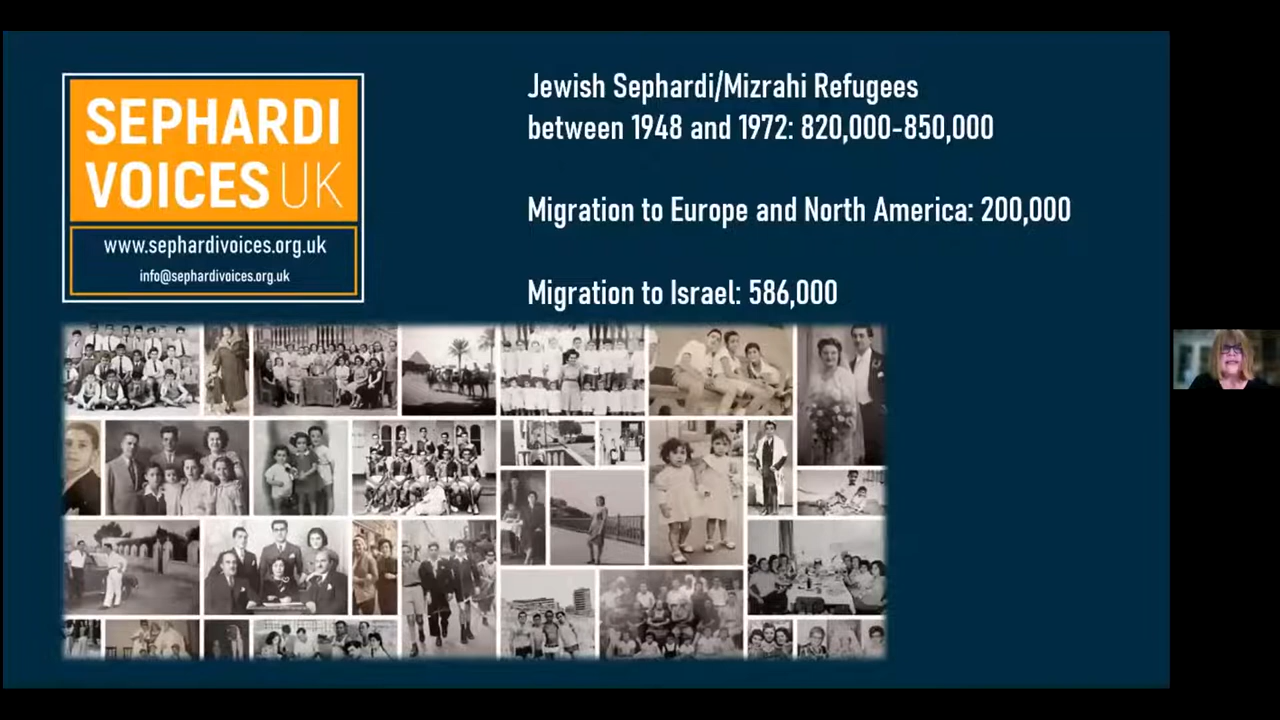 SEPHARDI
VOICES UK
www.sephardivoices.org.uk
info@sephardivoices.org.uk
Jewish Sephardi/Mizrahi Refugees
between 1948 and 1972: 820,000-850,000
Migration to Europe and North America: 200,000
Migration to Israel: 586,000